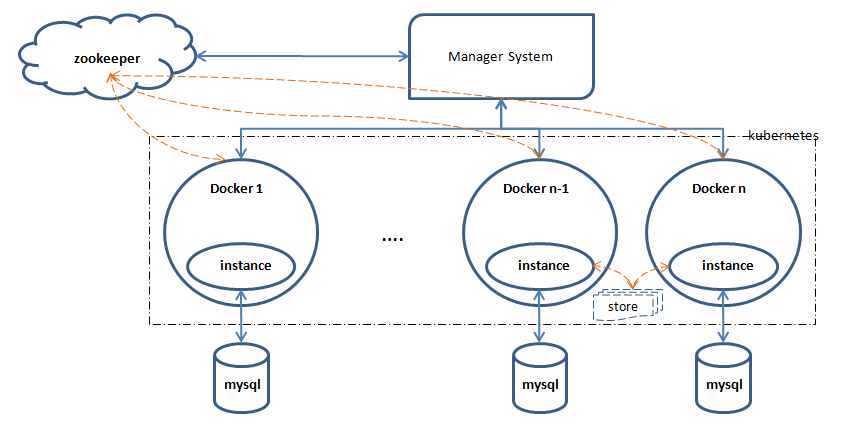 zookeeper
Manager System
kubernetes
Docker 1
Docker n-1
Docker n
....
instance
instance
instance
store
mysql
mysql
mysql